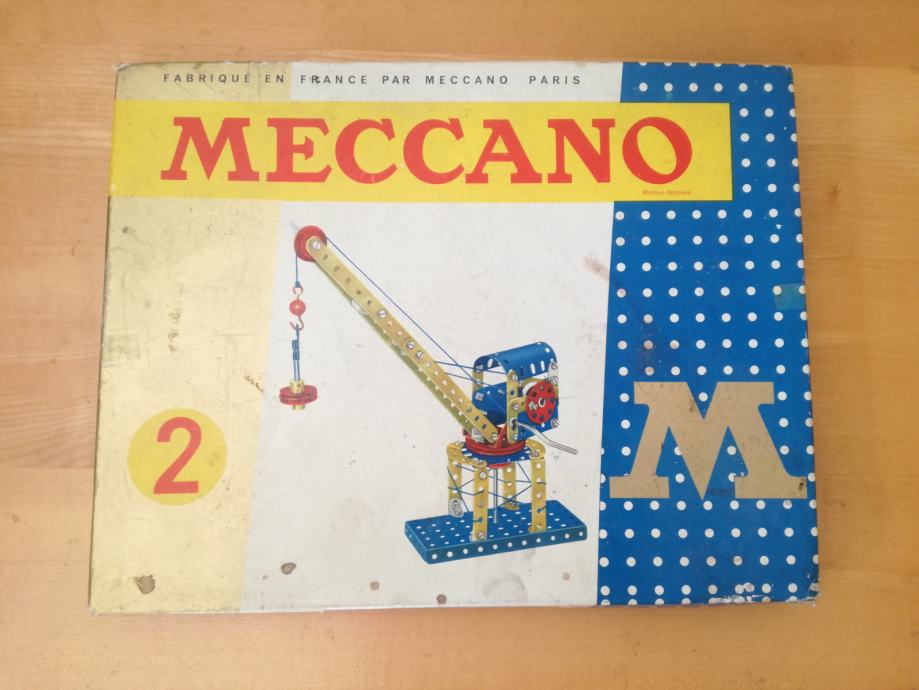 FABRIQUÉ EN FRANCE PAR MECCANO PARIS
MECCANO
Marque déposée
2
M